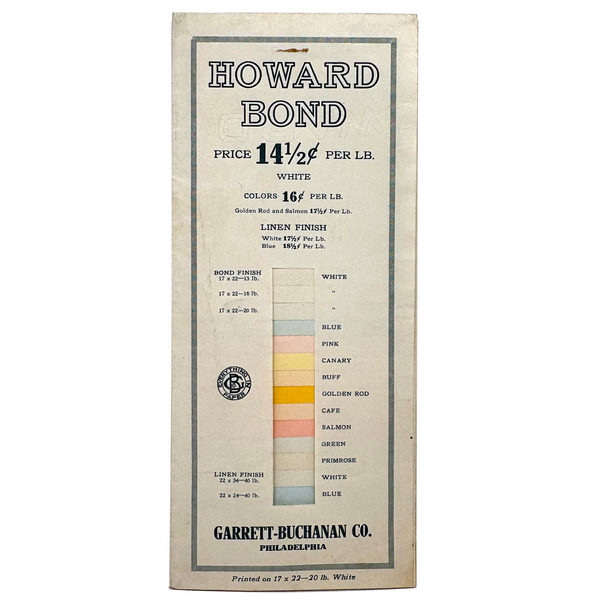 HOWARD
BOND
PRICE 14½¢ PER LB.
WHITE
COLORS 16¢ PER LB.
Golden Rod and Salmon 17½¢ Per Lb.
LINEN FINISH
White 17½¢ Per Lb.
Blue 18½¢ Per Lb.
BOND FINISH
17 x 22—13 lb. WHITE
17 x 22—16 lb. "
17 x 22—20 lb. "
BLUE
PINK
CANARY
BUFF
GOLDEN ROD
CAFE
SALMON
GREEN
PRIMROSE
EVERYTHING IN PAPER
GBC
LINEN FINISH
22 x 34—40 lb. WHITE
22 x 24—40 lb. BLUE
GARRETT-BUCHANAN CO.
PHILADELPHIA
Printed on 17 x 22—20 lb. White